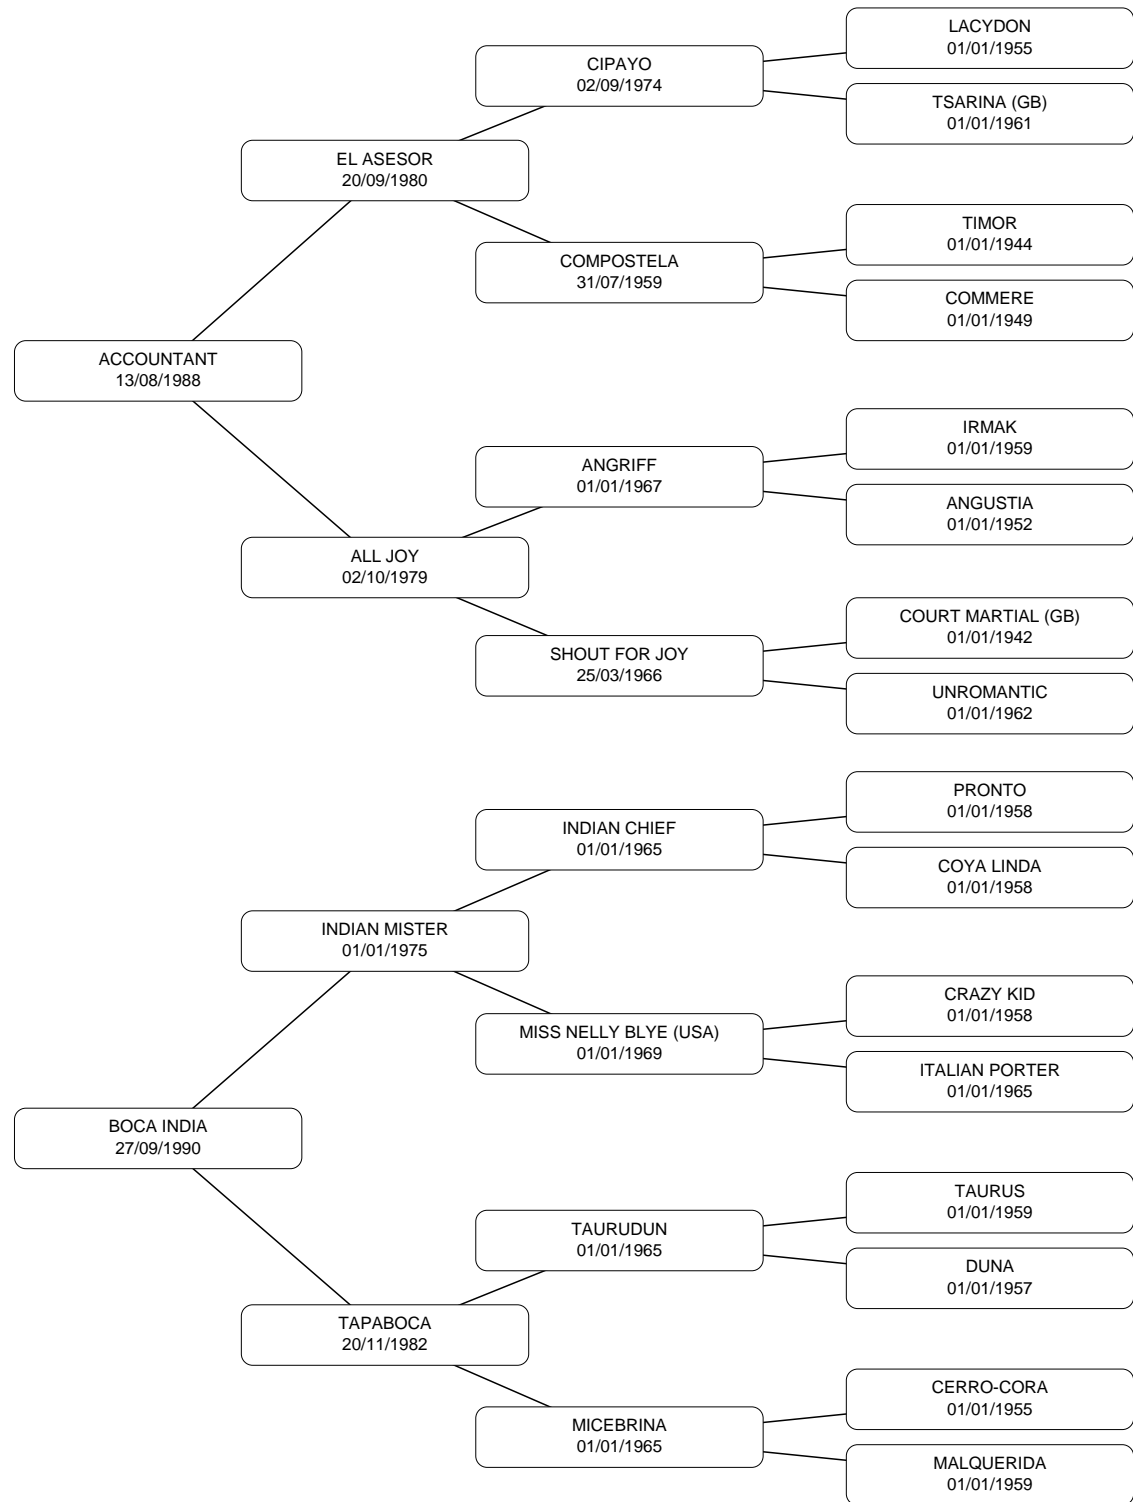 LACYDON
01/01/1955
CIPAYO
02/09/1974
TSARINA (GB)
01/01/1961
EL ASESOR
20/09/1980
TIMOR
01/01/1944
COMPOSTELA
31/07/1959
COMMERE
01/01/1949
ACCOUNTANT
13/08/1988
IRMAK
01/01/1959
ANGRIFF
01/01/1967
ANGUSTIA
01/01/1952
ALL JOY
02/10/1979
COURT MARTIAL (GB)
01/01/1942
SHOUT FOR JOY
25/03/1966
UNROMANTIC
01/01/1962
PRONTO
01/01/1958
INDIAN CHIEF
01/01/1965
COYA LINDA
01/01/1958
INDIAN MISTER
01/01/1975
CRAZY KID
01/01/1958
MISS NELLY BLYE (USA)
01/01/1969
ITALIAN PORTER
01/01/1965
BOCA INDIA
27/09/1990
TAURUS
01/01/1959
TAURUDUN
01/01/1965
DUNA
01/01/1957
TAPABOCA
20/11/1982
CERRO-CORA
01/01/1955
MICEBRINA
01/01/1965
MALQUERIDA
01/01/1959